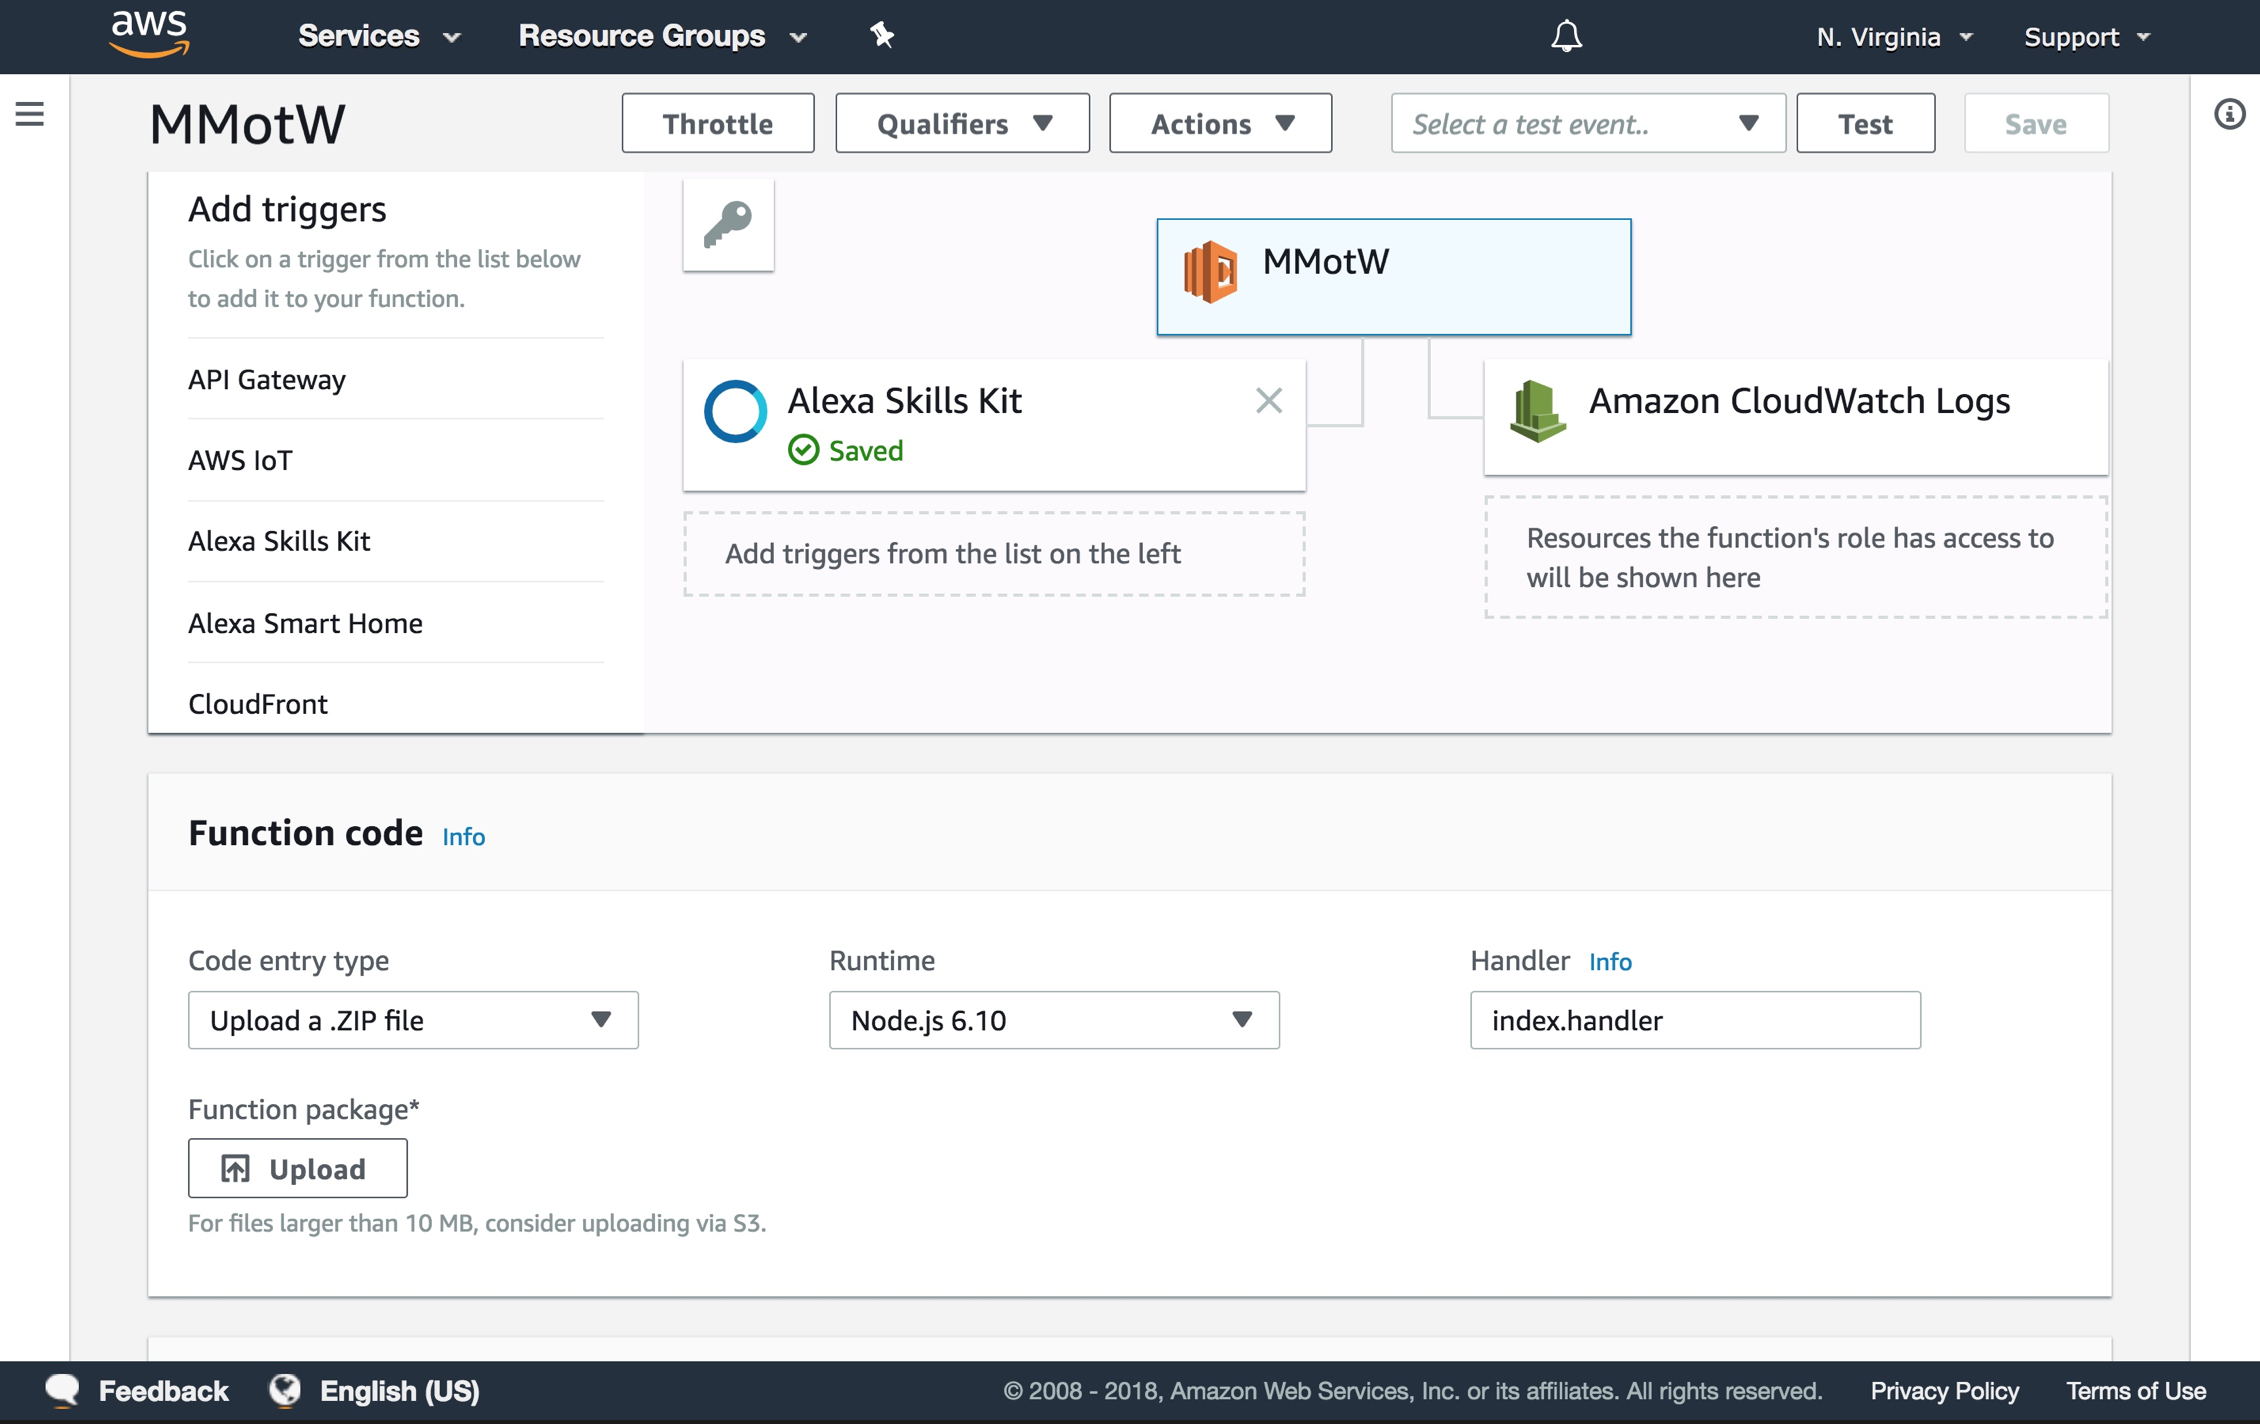 aws
Services
Resource Groups
N. Virginia
Support
MMotW
Throttle
Qualifiers
Actions
Select a test event..
Test
Save
Add triggers
Click on a trigger from the list below
to add it to your function.
API Gateway
AWS IoT
Alexa Skills Kit
Alexa Smart Home
CloudFront
MMotW
Alexa Skills Kit
Saved
Add triggers from the list on the left
Amazon CloudWatch Logs
Resources the function's role has access to
will be shown here
Function code Info
Code entry type
Upload a .ZIP file
Runtime
Node.js 6.10
Handler Info
index.handler
Function package*
Upload
For files larger than 10 MB, consider uploading via S3.
Feedback
English (US)
© 2008 - 2018, Amazon Web Services, Inc. or its affiliates. All rights reserved.
Privacy Policy
Terms of Use